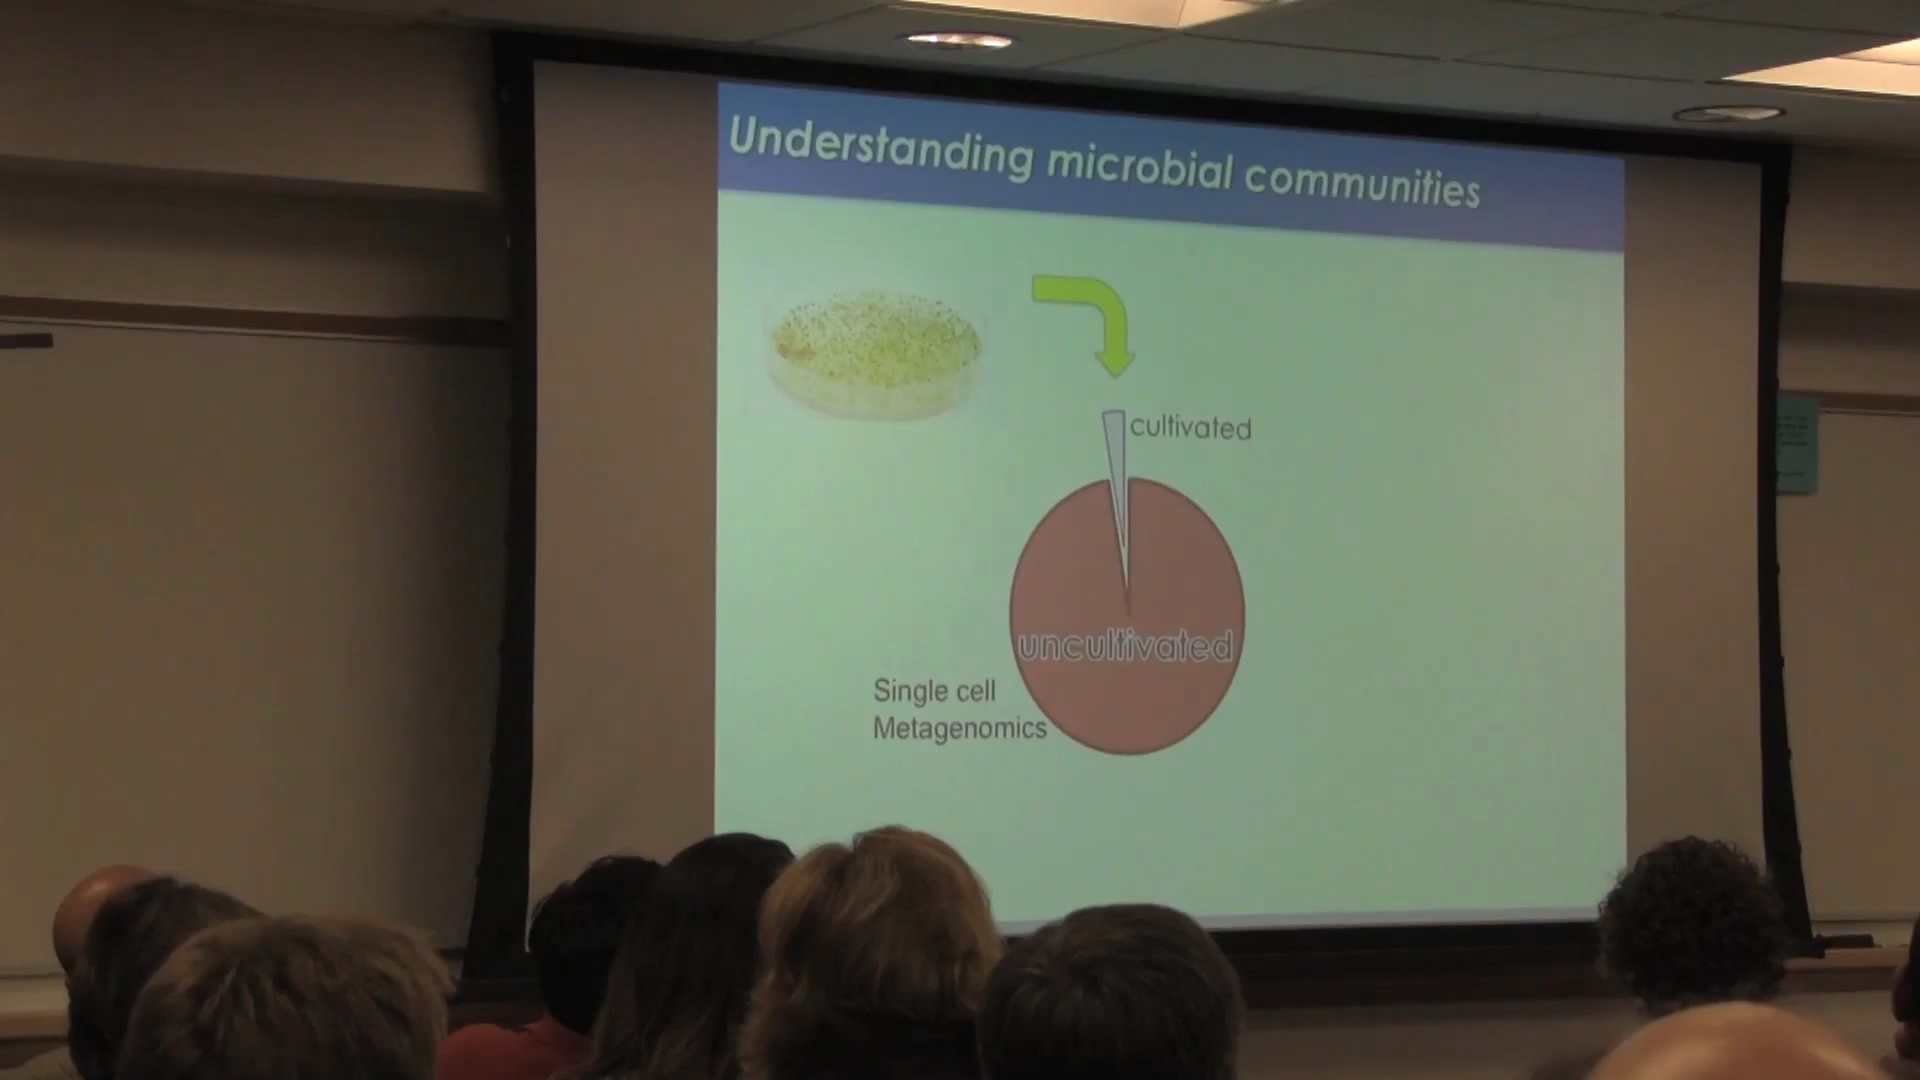 Understanding microbial communities
cultivated
uncultivated
Single cell
Metagenomics